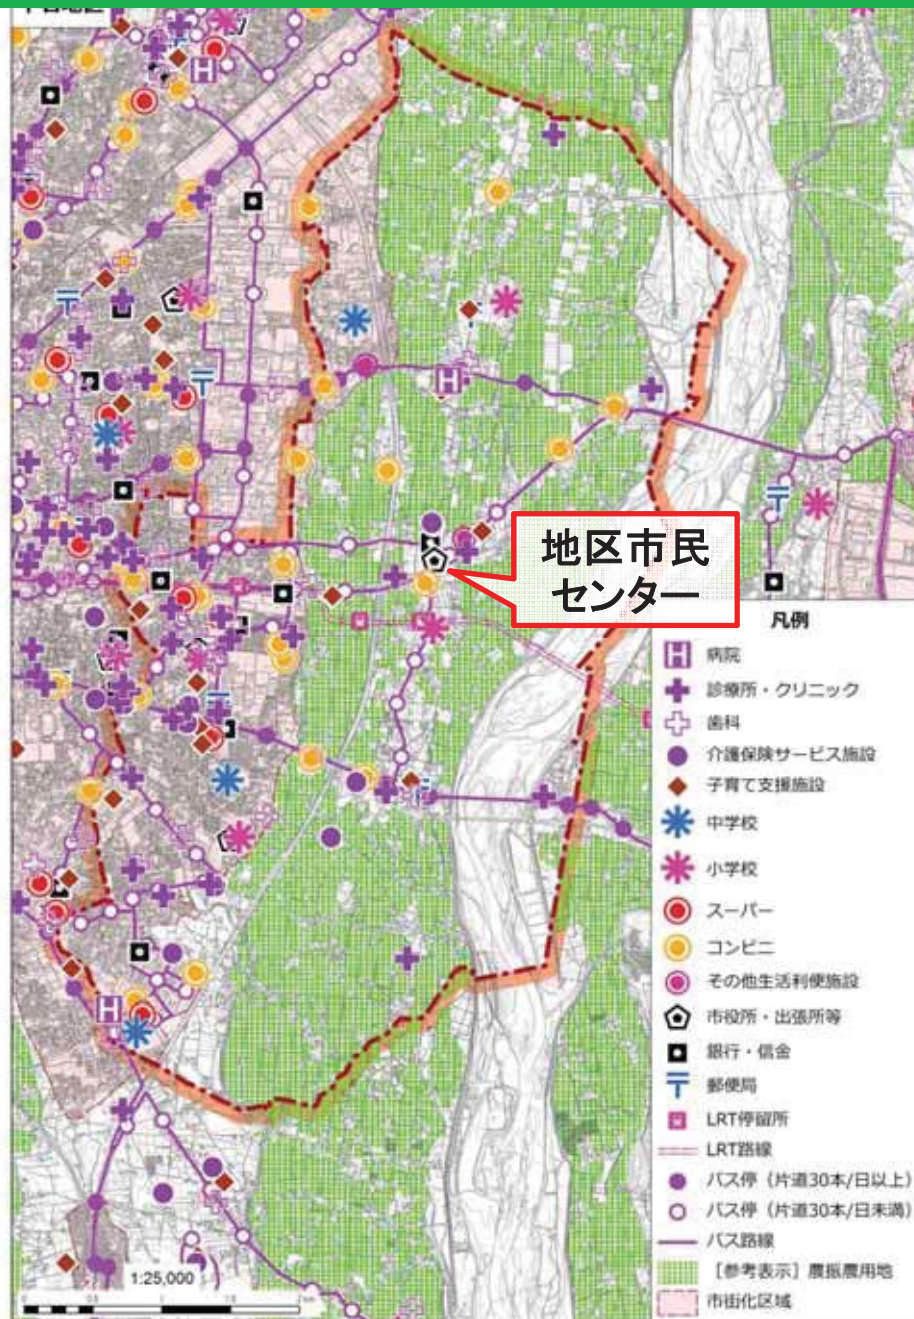 平石地区
地区市民
センター
凡例
病院
診療所・クリニック
歯科
介護保険サービス施設
子育て支援施設
中学校
小学校
スーパー
コンビニ
その他生活利便施設
市役所・出張所等
銀行・信金
郵便局
LRT停留所
LRT路線
バス停（片道30本/日以上）
バス停（片道30本/日未満）
バス路線
［参考表示］農振農用地
市街化区域
1:25,000